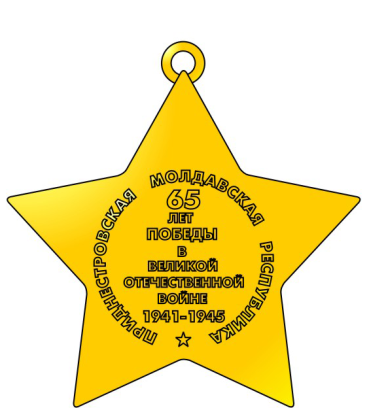 ПРИДНЕСТРОВСКАЯ МОЛДАВСКАЯ РЕСПУБЛИКА
65
ЛЕТ
ПОБЕДЫ
В
ВЕЛИКОЙ
ОТЕЧЕСТВЕННОЙ
ВОЙНЕ
1941-1945